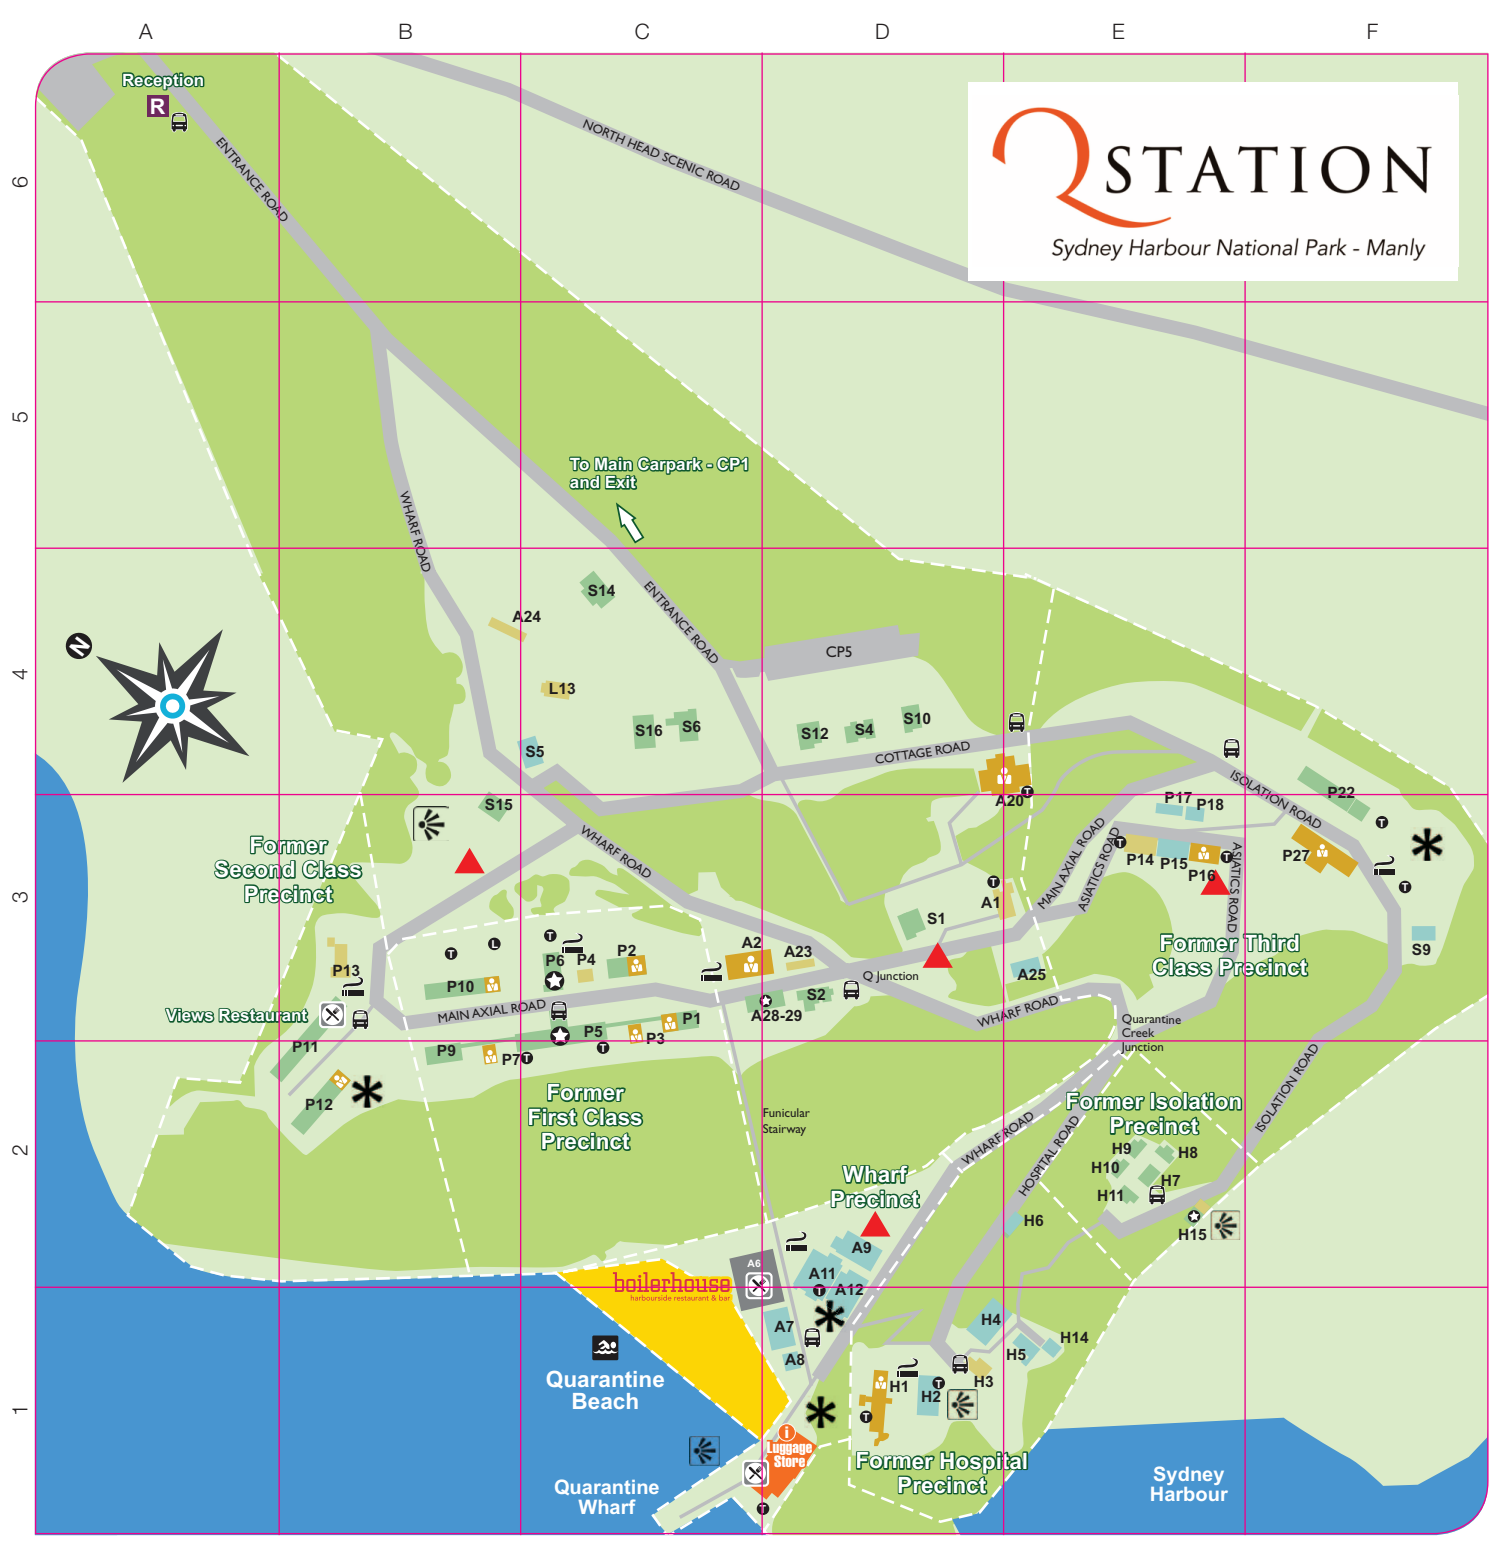 A B C D E F
Reception
R
6
ENTRANCE ROAD
NORTH HEAD SCENIC ROAD
QSTATION
Sydney Harbour National Park - Manly
5
To Main Carpark - CP1
and Exit
WHARF ROAD
ENTRANCE ROAD
S14
A24
N
CP5
4
L13
S16
S6
S12
S4
S10
S5
COTTAGE ROAD
A20
T
S15
ISOLATION ROAD
P22
P17
P18
T
Former
Second Class
Precinct
WHARF ROAD
MAIN AXIAL ROAD
ASIATICS ROAD
T
P14
P15
P16
T
ASIATICS ROAD
P27
T
3
T
A1
S1
Former Third
Class Precinct
S9
T
L
T
P13
P6
P4
P2
A2
A23
Q Junction
A25
P10
MAIN AXIAL ROAD
S2
A28-29
WHARF ROAD
Views Restaurant
P11
P9
P7
T
P5
T
P3
P1
Quarantine
Creek
Junction
P12
Former
First Class
Precinct
Funicular
Stairway
Former Isolation
Precinct
ISOLATION ROAD
2
WHARF ROAD
HOSPITAL ROAD
H9
H8
H10
H7
H11
H15
H6
Wharf
Precinct
A9
A6
A11
T
A12
boilerhouse
harbourside restaurant & bar
A7
A8
H4
H5
H14
H3
H1
H2
T
T
Quarantine
Beach
1
i
Luggage
Store
Former Hospital
Precinct
Quarantine
Wharf
T
Sydney
Harbour